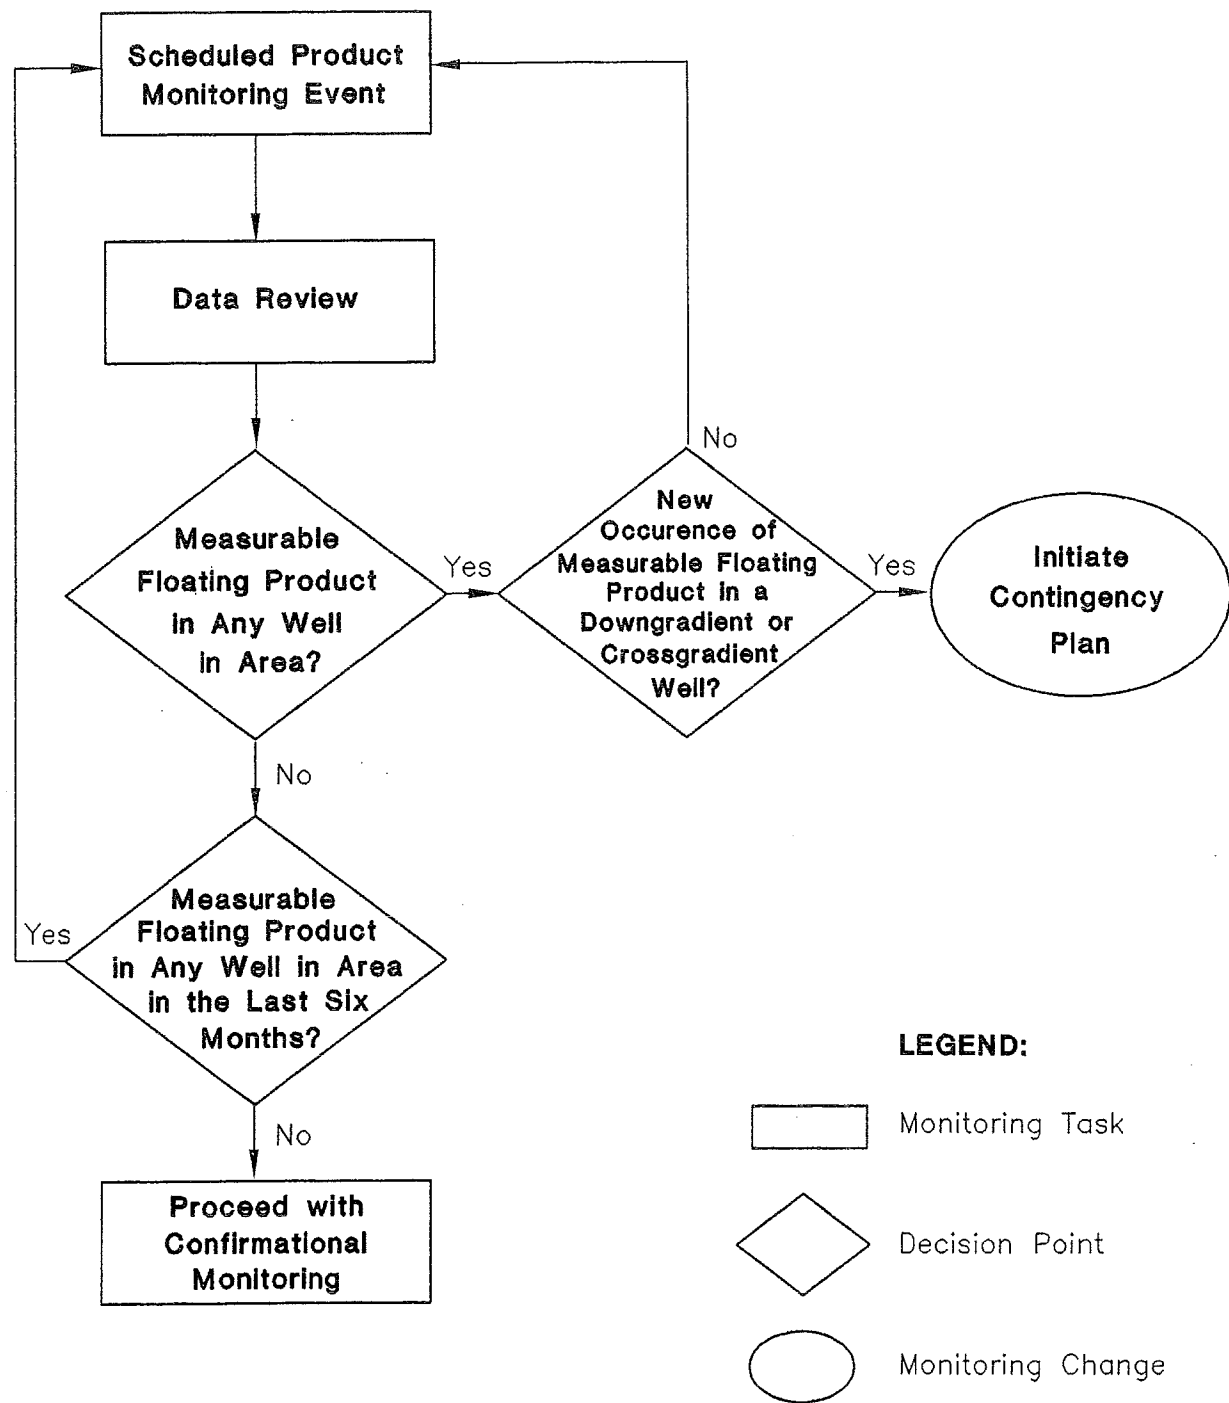 Scheduled Product
Monitoring Event
Data Review
Measurable
Floating Product
in Any Well
in Area?
Yes
No
New
Occurence of
Measurable Floating
Product in a
Downgradient or
Crossgradient
Well?
No
Yes
Initiate
Contingency
Plan
Measurable
Floating Product
in Any Well in Area
in the Last Six
Months?
Yes
No
Proceed with
Confirmational
Monitoring
LEGEND:
Monitoring Task
Decision Point
Monitoring Change